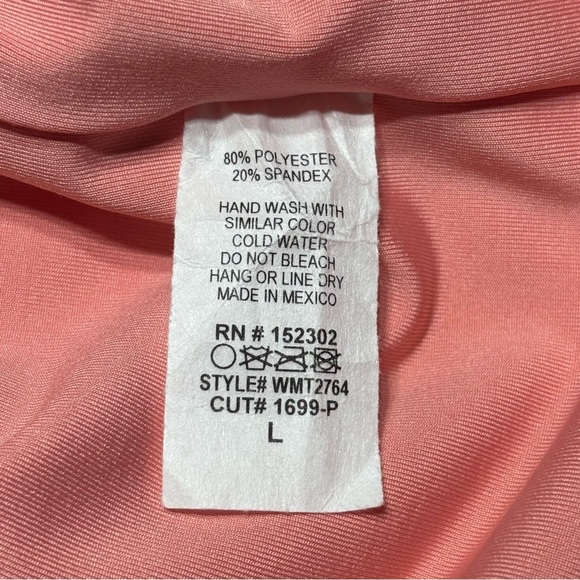 80% POLYESTER
20% SPANDEX
HAND WASH WITH
SIMILAR COLOR
COLD WATER
DO NOT BLEACH
HANG OR LINE DRY
MADE IN MEXICO
RN # 152302
STYLE# WMT2764
CUT# 1699-P
L